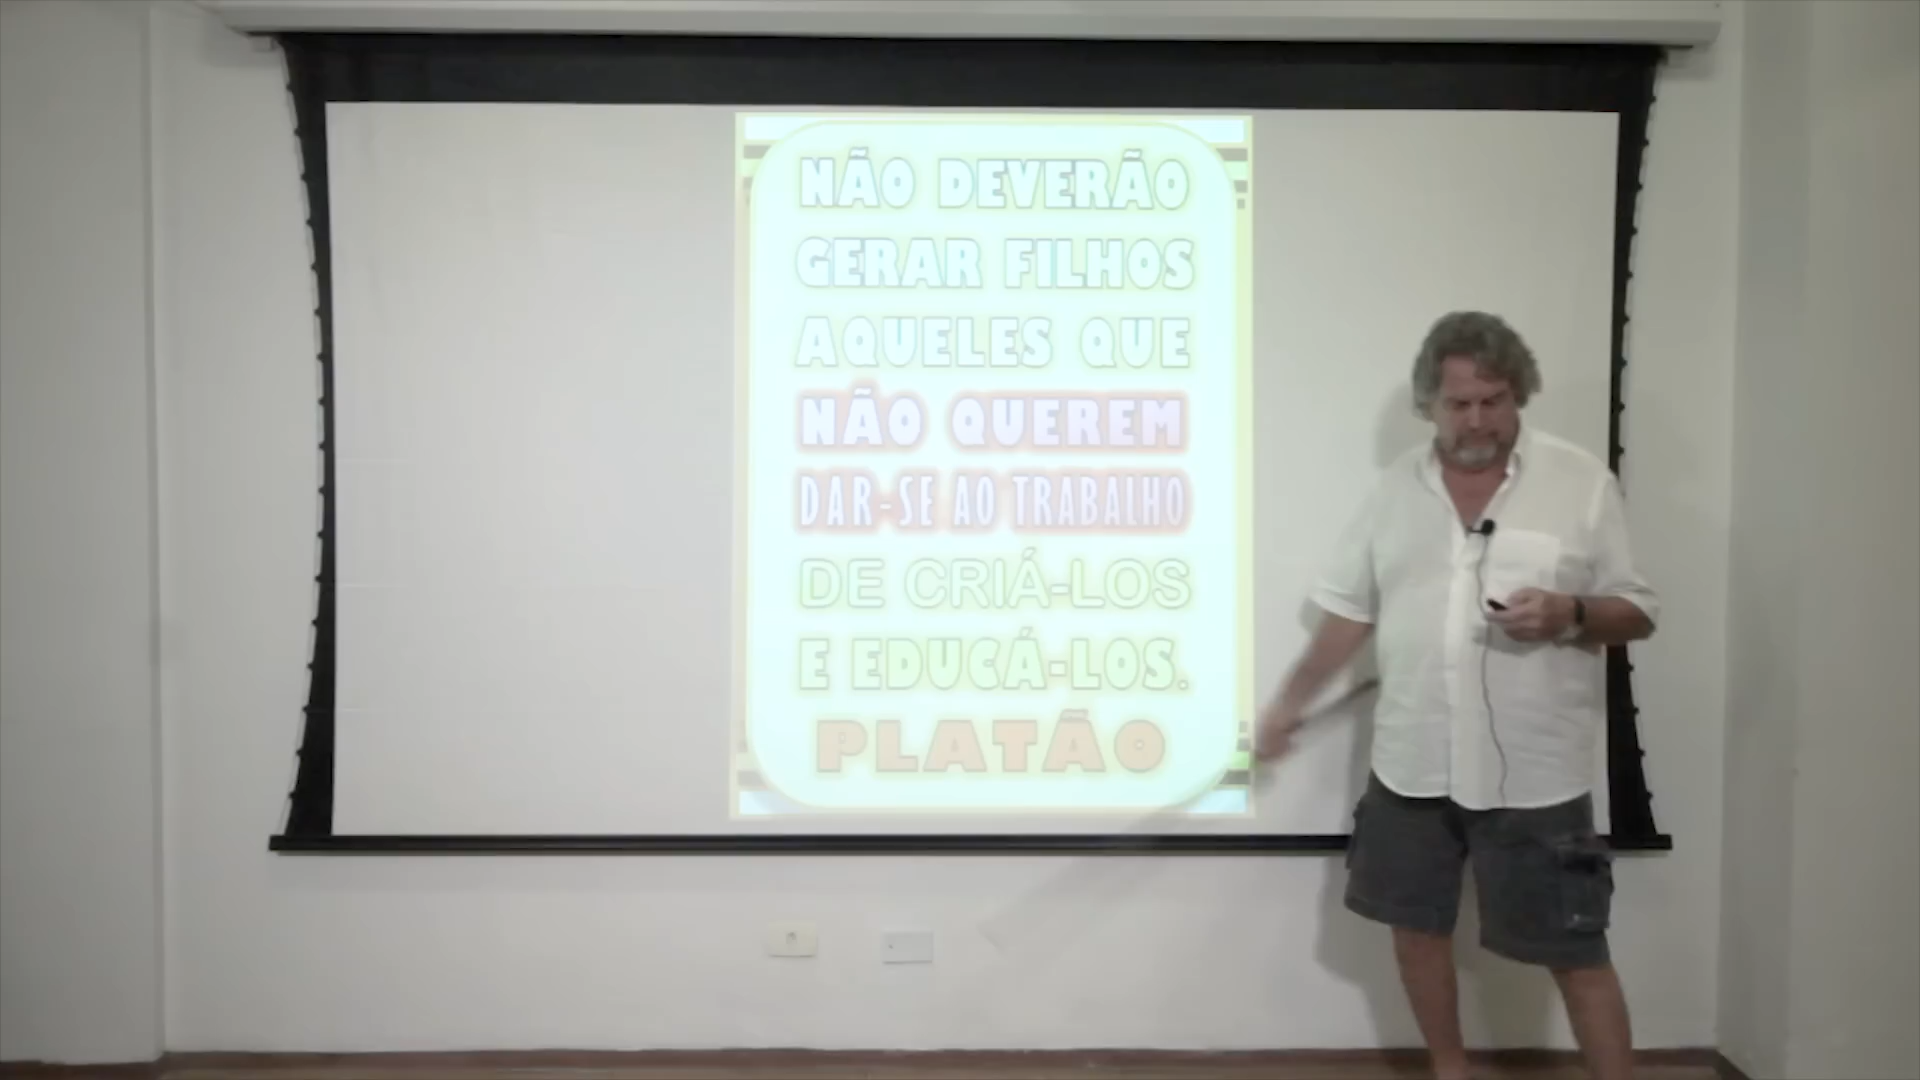 NÃO DEVERÃO
GERAR FILHOS
AQUELES QUE
NÃO QUEREM
DAR-SE AO TRABALHO
DE CRIÁ-LOS
E EDUCÁ-LOS.
PLATÃO